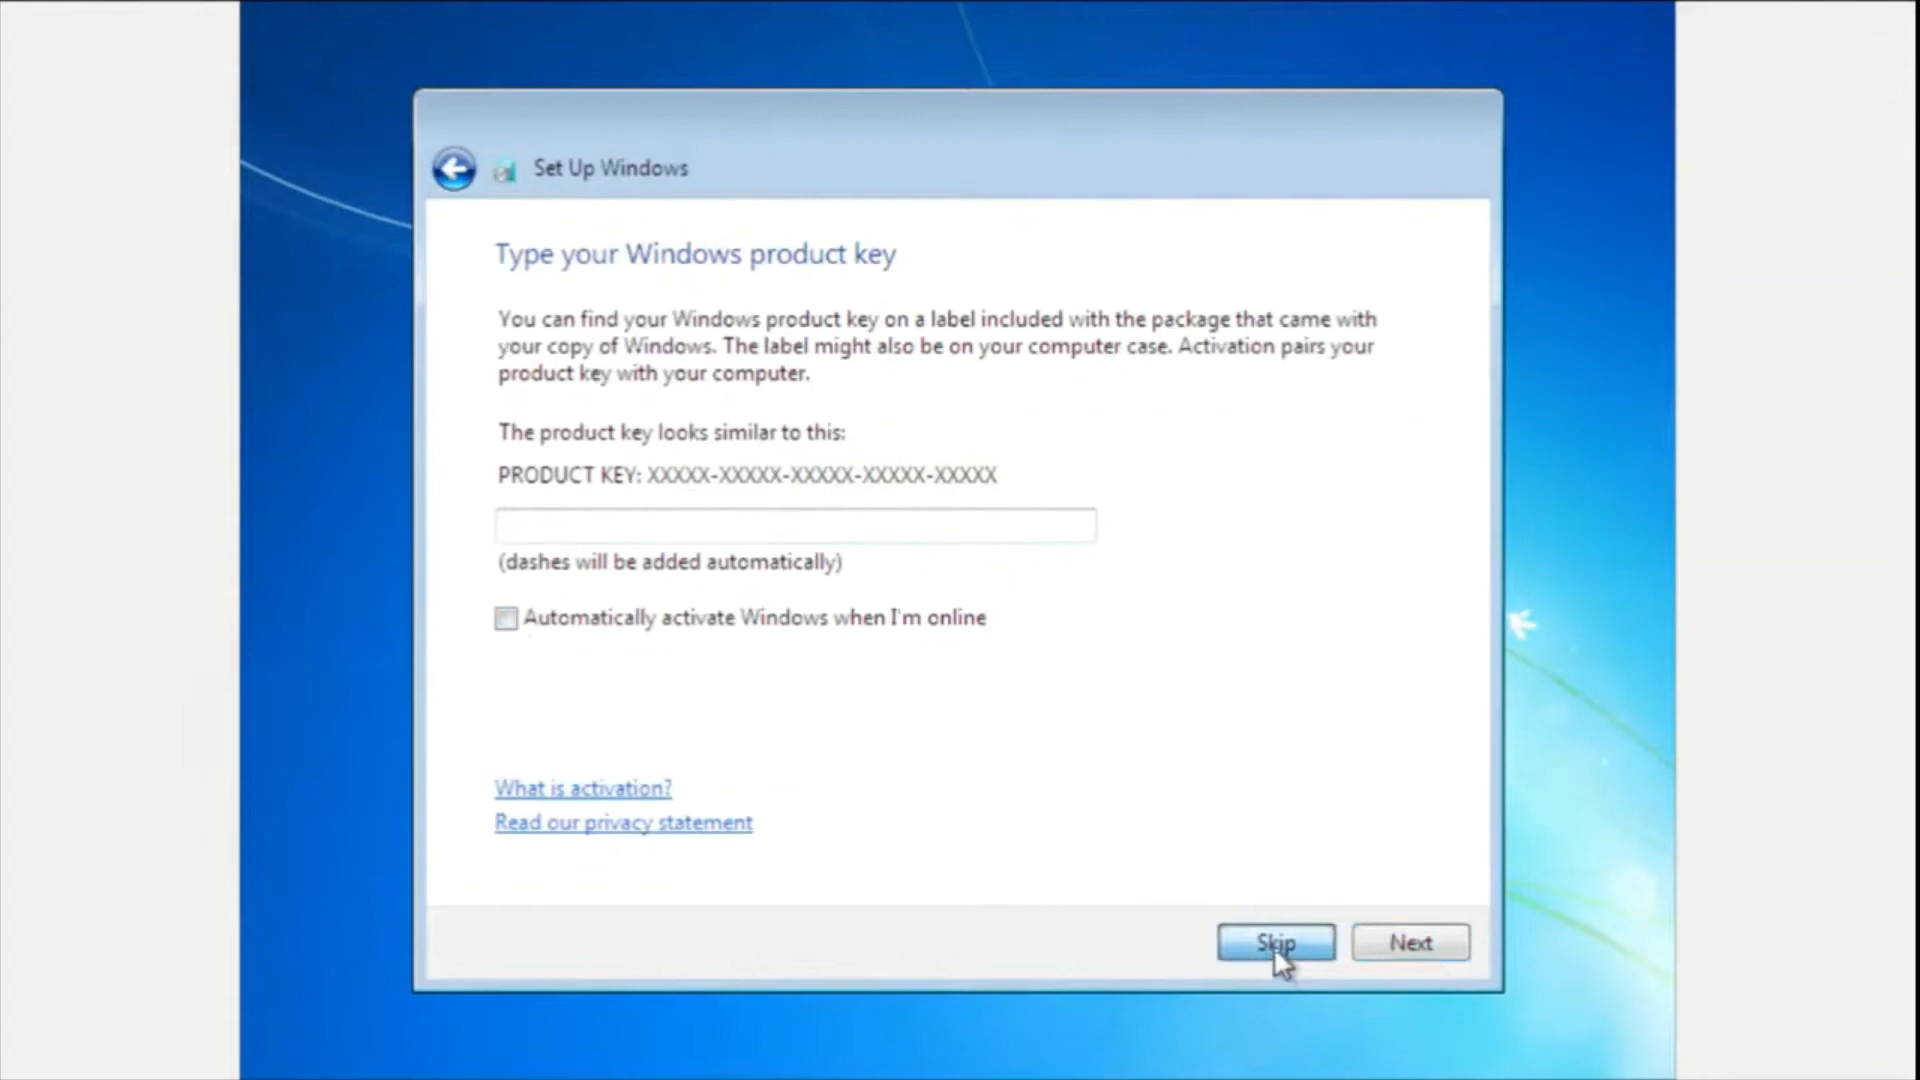 Set Up Windows
Type your Windows product key
You can find your Windows product key on a label included with the package that came with
your copy of Windows. The label might also be on your computer case. Activation pairs your
product key with your computer.
The product key looks similar to this:
PRODUCT KEY: XXXXX-XXXXX-XXXXX-XXXXX-XXXXX
(dashes will be added automatically)
Automatically activate Windows when I'm online
What is activation?
Read our privacy statement
Skip Next